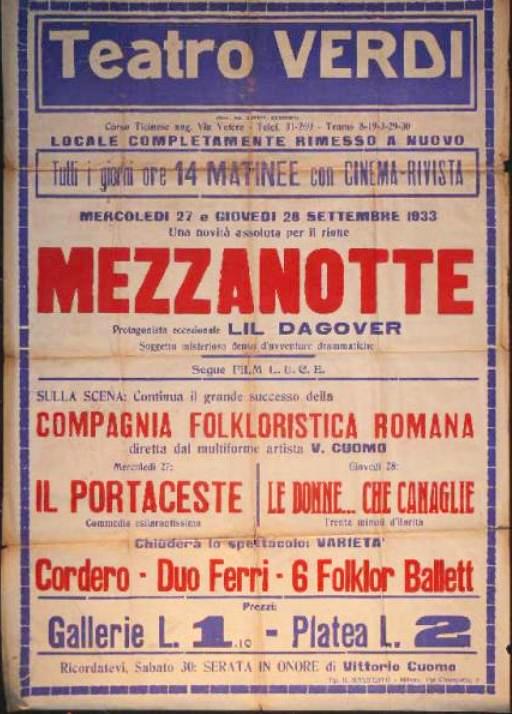 Teatro VERDI
Corso Ticinese ang. Via Vetere - Telef. 31-269 - Trams 8-19-3-29-30
LOCALE COMPLETAMENTE RIMESSO A NUOVO
Tutti i giorni ore 14 MATINEE con CINEMA-RIVISTA
MERCOLEDI 27 e GIOVEDI 28 SETTEMBRE 1933
Una novità assoluta per il rione
MEZZANOTTE
Protagonista eccezionale LIL DAGOVER
Soggetto misterioso denso d'avventure drammatiche
Segue FILM L. U. C. E.
SULLA SCENA: Continua il grande successo della
COMPAGNIA FOLKLORISTICA ROMANA
diretta dal multiforme artista V. CUOMO
Mercoledì 27:
IL PORTACESTE
Commedia esilarantissima
Giovedì 28:
LE DONNE... CHE CANAGLIE
Trenta minuti d'ilarità
Chiuderà lo spettacolo: VARIETA'
Cordero - Duo Ferri - 6 Folklor Ballett
Prezzi:
Gallerie L. 1.10 - Platea L. 2
Ricordatevi, Sabato 30: SERATA IN ONORE di Vittorio Cuomo